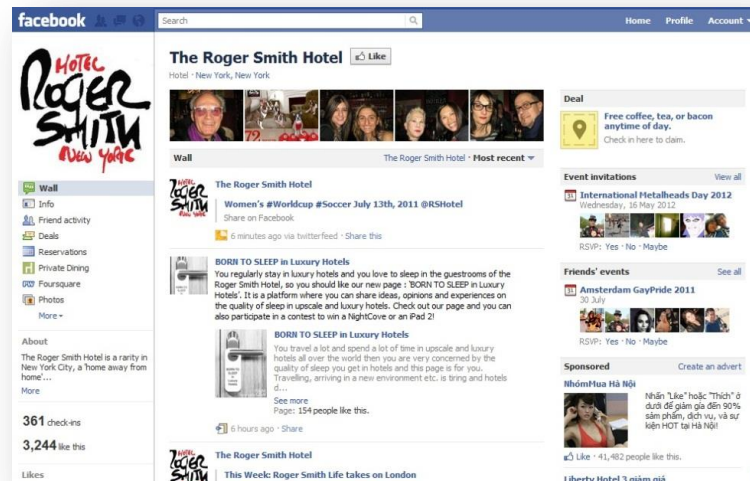 facebook
Search
Home Profile Account
HOTEL
ROGER
SMITH
NEW YORK
The Roger Smith Hotel
Like
Hotel · New York, New York
72
Wall
Info
Friend activity
Deals
Reservations
Private Dining
Foursquare
Photos
More
About
The Roger Smith Hotel is a rarity in
New York City, a 'home away from
home'...
More
361 check-ins
3,244 like this
Likes
Wall
The Roger Smith Hotel · Most recent
The Roger Smith Hotel
Women's #Worldcup #Soccer July 13th, 2011 @RSHotel
Share on Facebook
6 minutes ago via twitterfeed · Share this
BORN TO SLEEP in Luxury Hotels
You regularly stay in luxury hotels and you love to sleep in the guestrooms of the
Roger Smith Hotel, so you should like our new page : 'BORN TO SLEEP in Luxury
Hotels'. It is a platform where you can share ideas, opinions and experiences on
the quality of sleep in upscale and luxury hotels. Check out our page and you can
also participate in a contest to win a NightCove or an iPad 2!
BORN TO SLEEP in Luxury Hotels
You travel a lot and spend a lot of time in upscale and luxury
hotels all over the world then you are very concerned by the
quality of sleep you get in hotels and this page is for you.
Travelling, arriving in a new environment etc. is tiring and hotels
d...
See more
Page: 154 people like this.
6 hours ago · Share
The Roger Smith Hotel
This Week: Roger Smith Life takes on London
Deal
Free coffee, tea, or bacon
anytime of day.
Check in here to claim.
Event invitations View all
31
International Metalheads Day 2012
Wednesday, 16 May 2012
RSVP: Yes · No · Maybe
Friends' events See all
31
Amsterdam GayPride 2011
30 July
RSVP: Yes · No · Maybe
Sponsored Create an advert
NhómMua Hà Nội
Nhấn "Like" hoặc "Thích" ở
dưới để giảm gía đến 90%
sản phẩm, dịch vụ, và sự
kiện HOT tại Hà Nội!
Like · 41,482 people like this.
Liberty Hotel 3 giảm giá